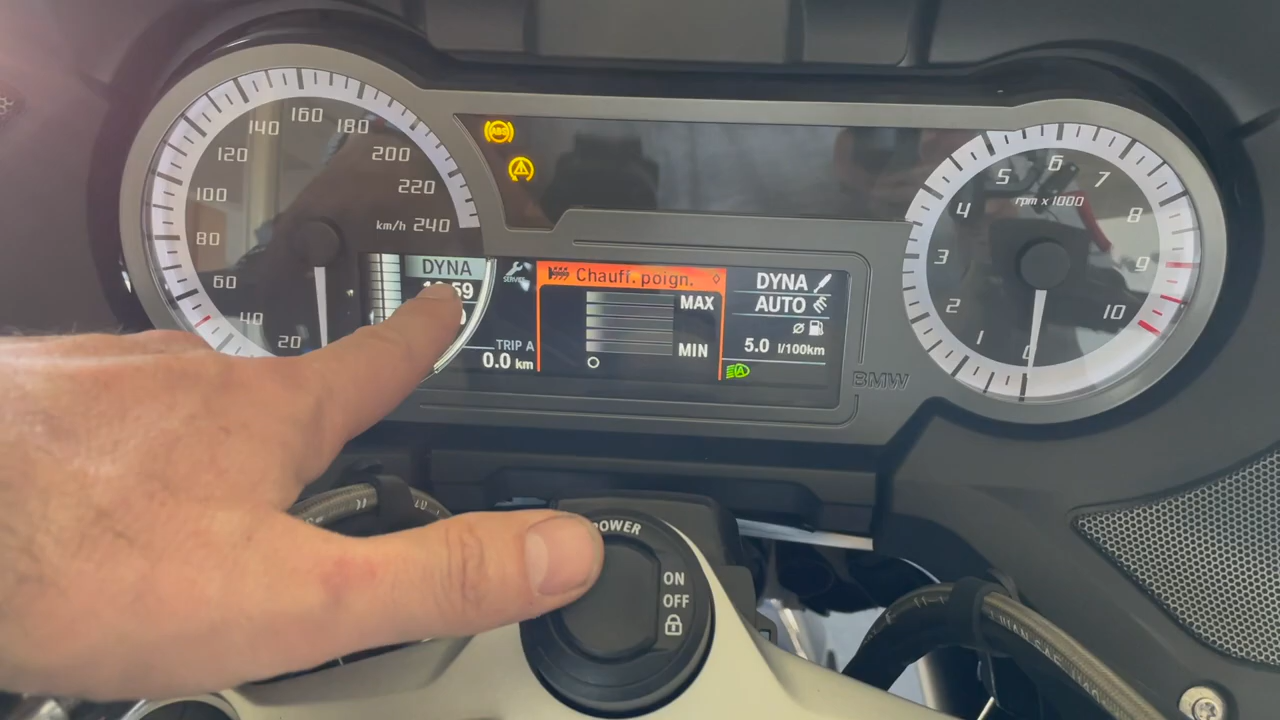 160
140
180
120
200
100
220
80
km/h 240
60
40
20
ABS
DYNA
59
SERVICE
TRIP A
0.0 km
Chauff. poign.
MAX
MIN
DYNA
AUTO
5.0 l/100km
A
BMW
6
5
7
rpm x 1000
4
8
3
9
2
10
1
0
POWER
ON
OFF